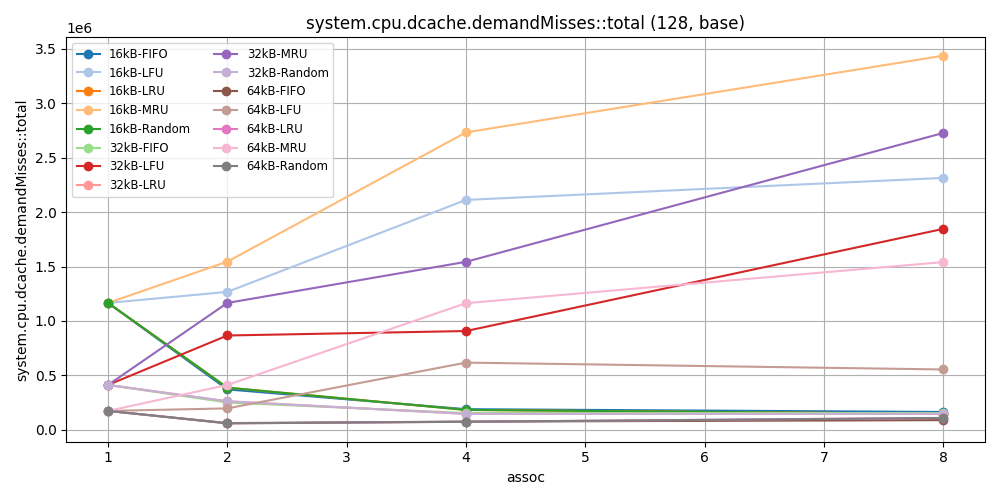 system.cpu.dcache.demandMisses::total (128, base)
1e6
16kB-FIFO
16kB-LFU
16kB-LRU
16kB-MRU
16kB-Random
32kB-FIFO
32kB-LFU
32kB-LRU
32kB-MRU
32kB-Random
64kB-FIFO
64kB-LFU
64kB-LRU
64kB-MRU
64kB-Random
system.cpu.dcache.demandMisses::total
3.5
3.0
2.5
2.0
1.5
1.0
0.5
0.0
1 2 3 4 5 6 7 8
assoc